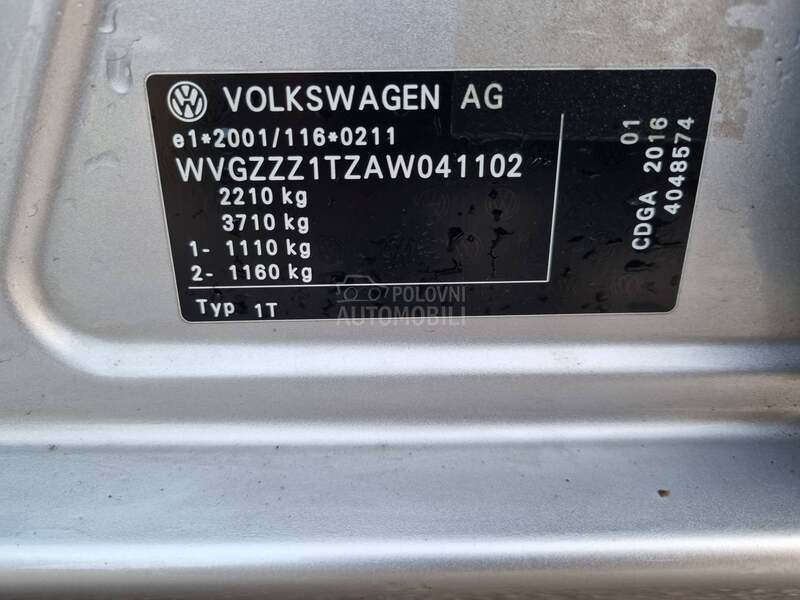 VOLKSWAGEN AG
e1*2001/116*0211
WVGZZZ1TZAW041102
2210 kg
3710 kg
1- 1110 kg
2- 1160 kg
Typ 1T
01
CDGA 2016
4048574
POLOVNI
AUTOMOBILI